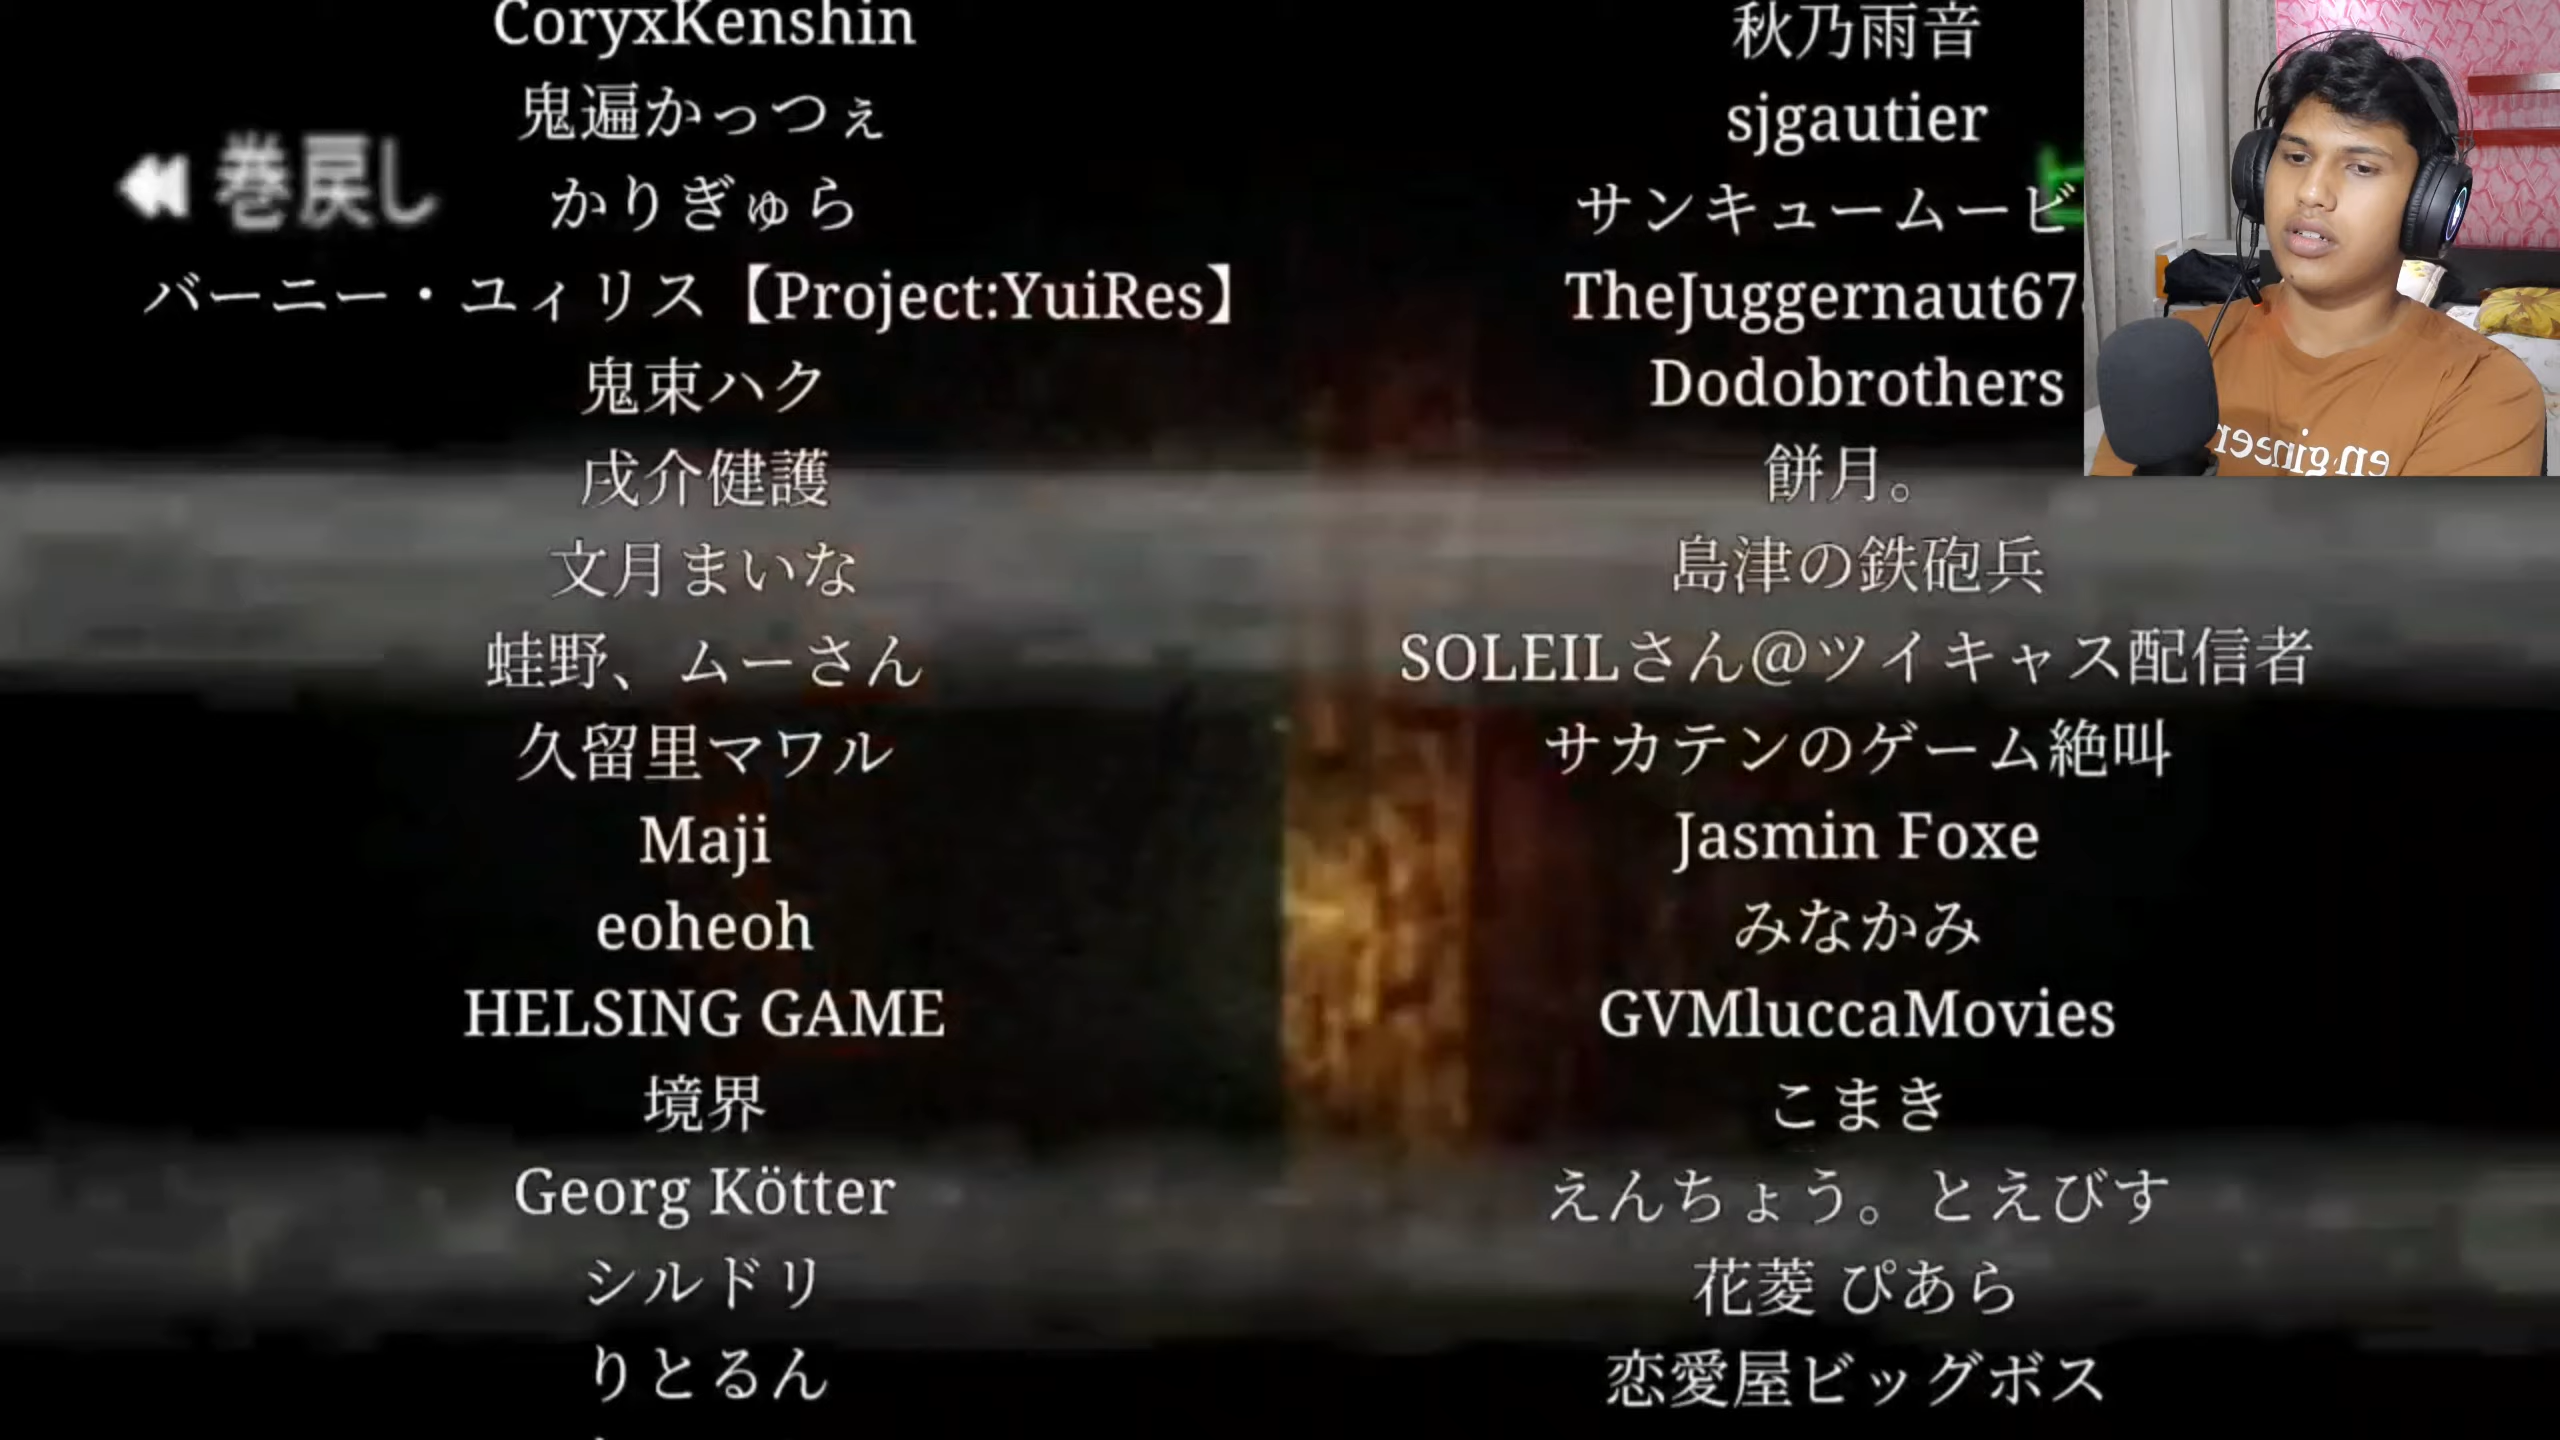 CoryxKenshin
鬼遍かっつぇ
◀◀ 巻戻し
かりぎゅら
バーニー・ユィリス【Project:YuiRes】
鬼束ハク
戌介健護
文月まいな
蛙野、ムーさん
久留里マワル
Maji
eoheoh
HELSING GAME
境界
Georg Kötter
シルドリ
りとるん
秋乃雨音
sjgautier
サンキュームービ
TheJuggernaut67
Dodobrothers
餅月。
島津の鉄砲兵
SOLEILさん@ツイキャス配信者
サカテンのゲーム絶叫
Jasmin Foxe
みなかみ
GVMluccaMovies
こまき
えんちょう。とえびす
花菱 ぴあら
恋愛屋ビッグボス
engineer